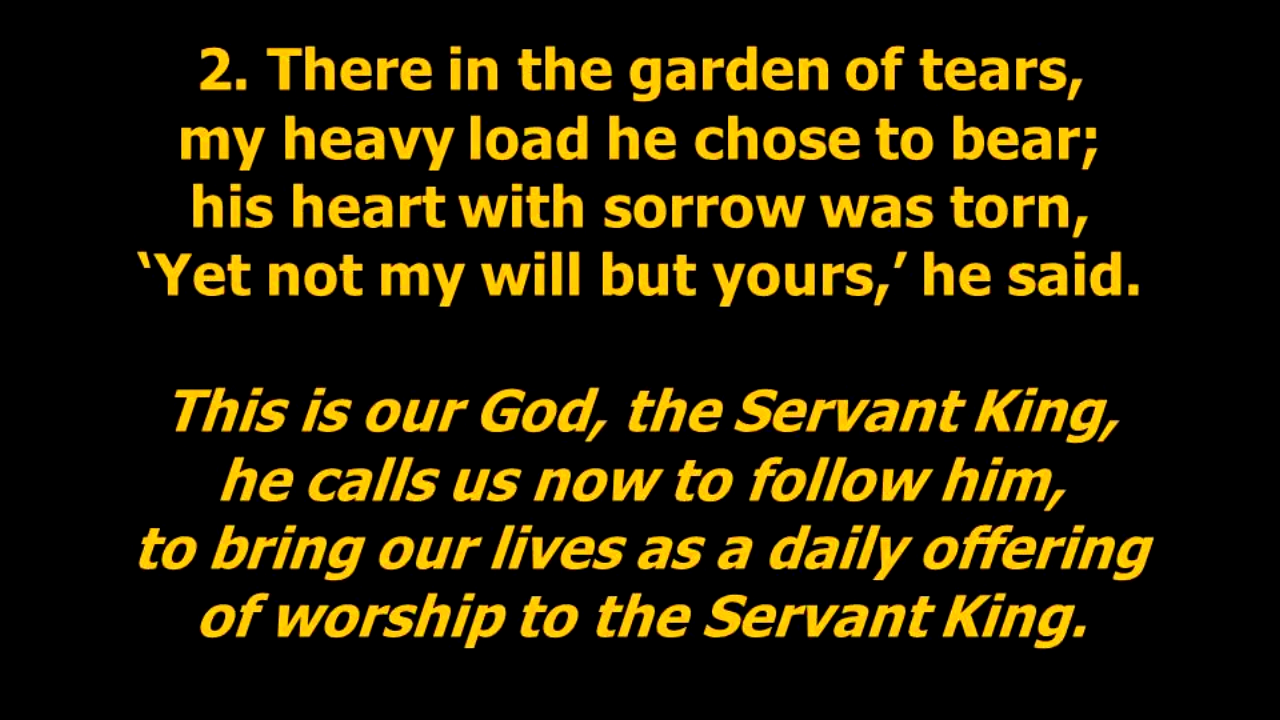 2. There in the garden of tears,
my heavy load he chose to bear;
his heart with sorrow was torn,
‘Yet not my will but yours,’ he said.
This is our God, the Servant King,
he calls us now to follow him,
to bring our lives as a daily offering
of worship to the Servant King.